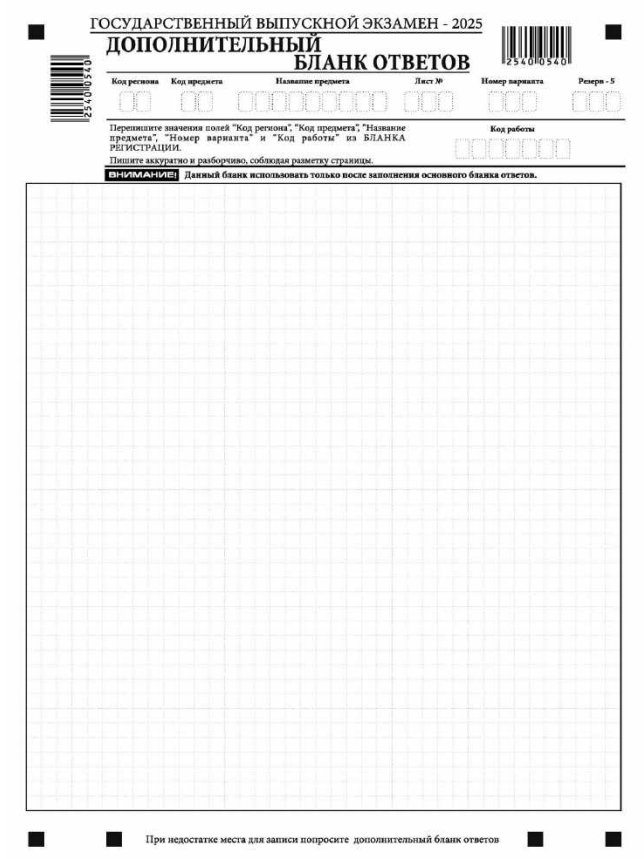 ГОСУДАРСТВЕННЫЙ ВЫПУСКНОЙ ЭКЗАМЕН - 2025
ДОПОЛНИТЕЛЬНЫЙ
БЛАНК ОТВЕТОВ
2540 0540
2540 0540
Код региона Код предмета Название предмета Лист № Номер варианта Резерв - 5
Перепишите значения полей "Код региона", "Код предмета", "Название
предмета", "Номер варианта" и "Код работы" из БЛАНКА
РЕГИСТРАЦИИ.
Пишите аккуратно и разборчиво, соблюдая разметку страницы.
Код работы
ВНИМАНИЕ! Данный бланк использовать только после заполнения основного бланка ответов.
При недостатке места для записи попросите дополнительный бланк ответов